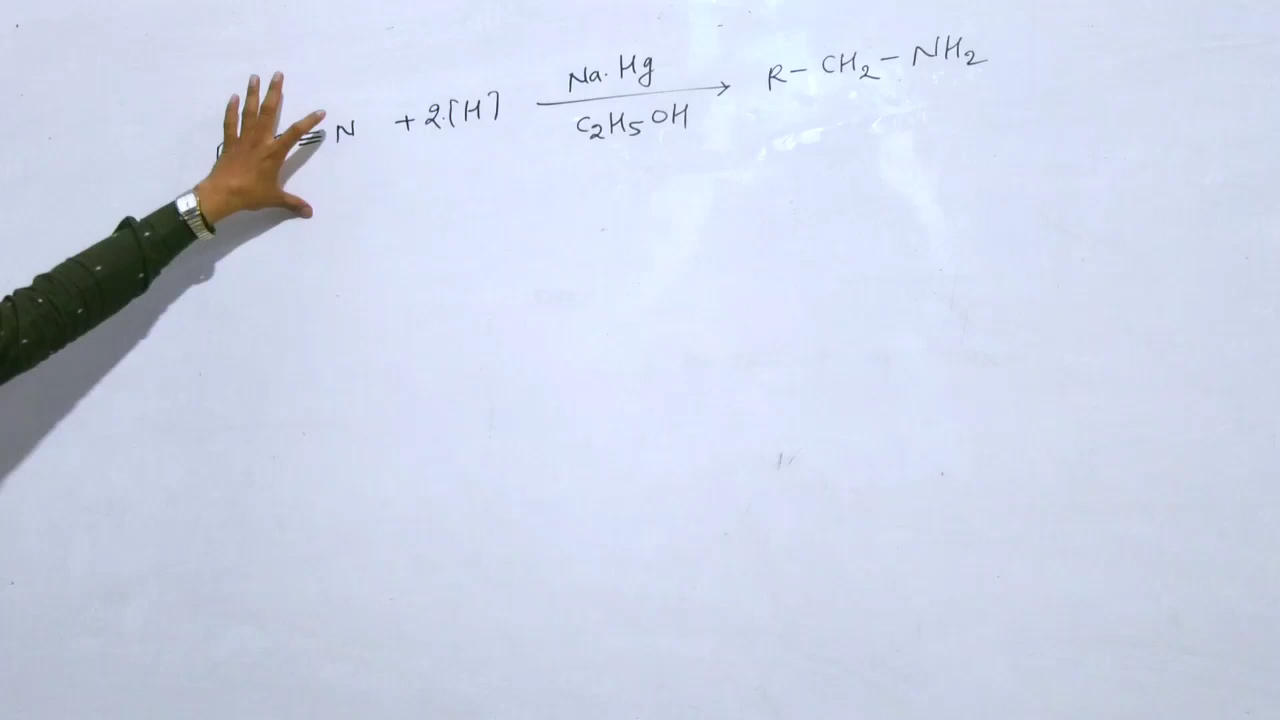 ≡N + 2[H] Na.Hg → R-CH₂-NH₂
C₂H₅OH